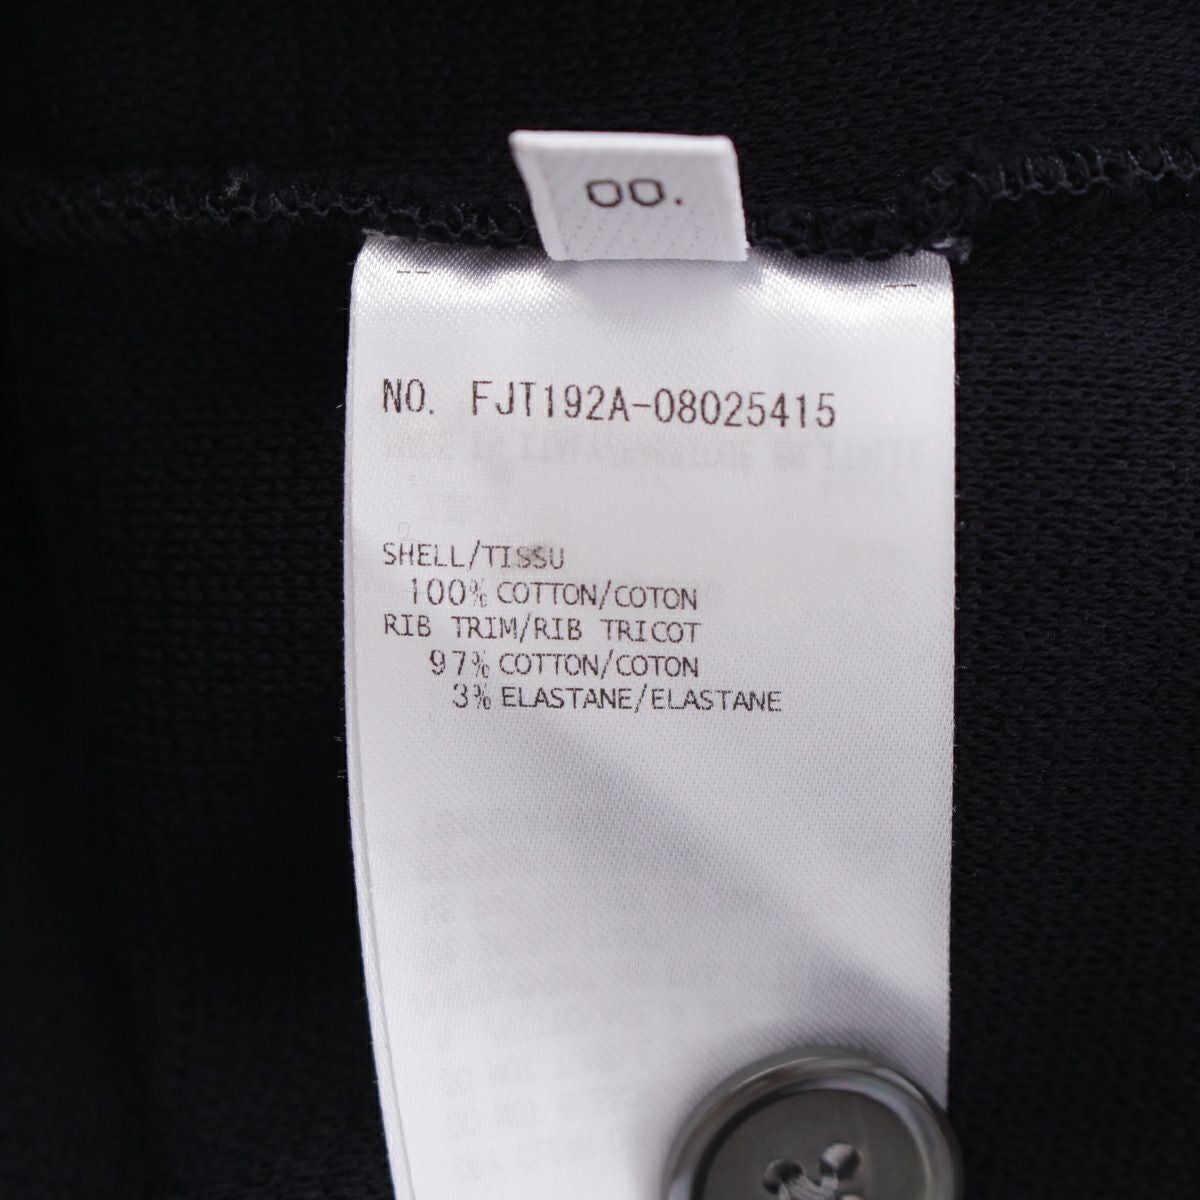 00.
NO. FJT192A-08025415
SHELL/TISSU
100% COTTON/COTON
RIB TRIM/RIB TRICOT
97% COTTON/COTON
3% ELASTANE/ELASTANE